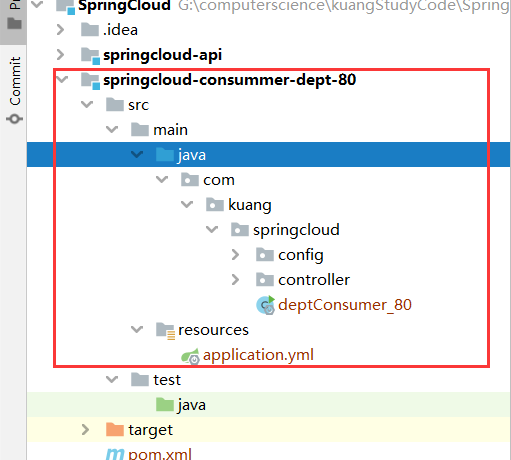 SpringCloud G:\computerscience\kuangStudyCode\Spring
.idea
springcloud-api
springcloud-consummer-dept-80
src
main
java
com
kuang
springcloud
config
controller
deptConsumer_80
resources
application.yml
test
java
target
pom.xml
Commit